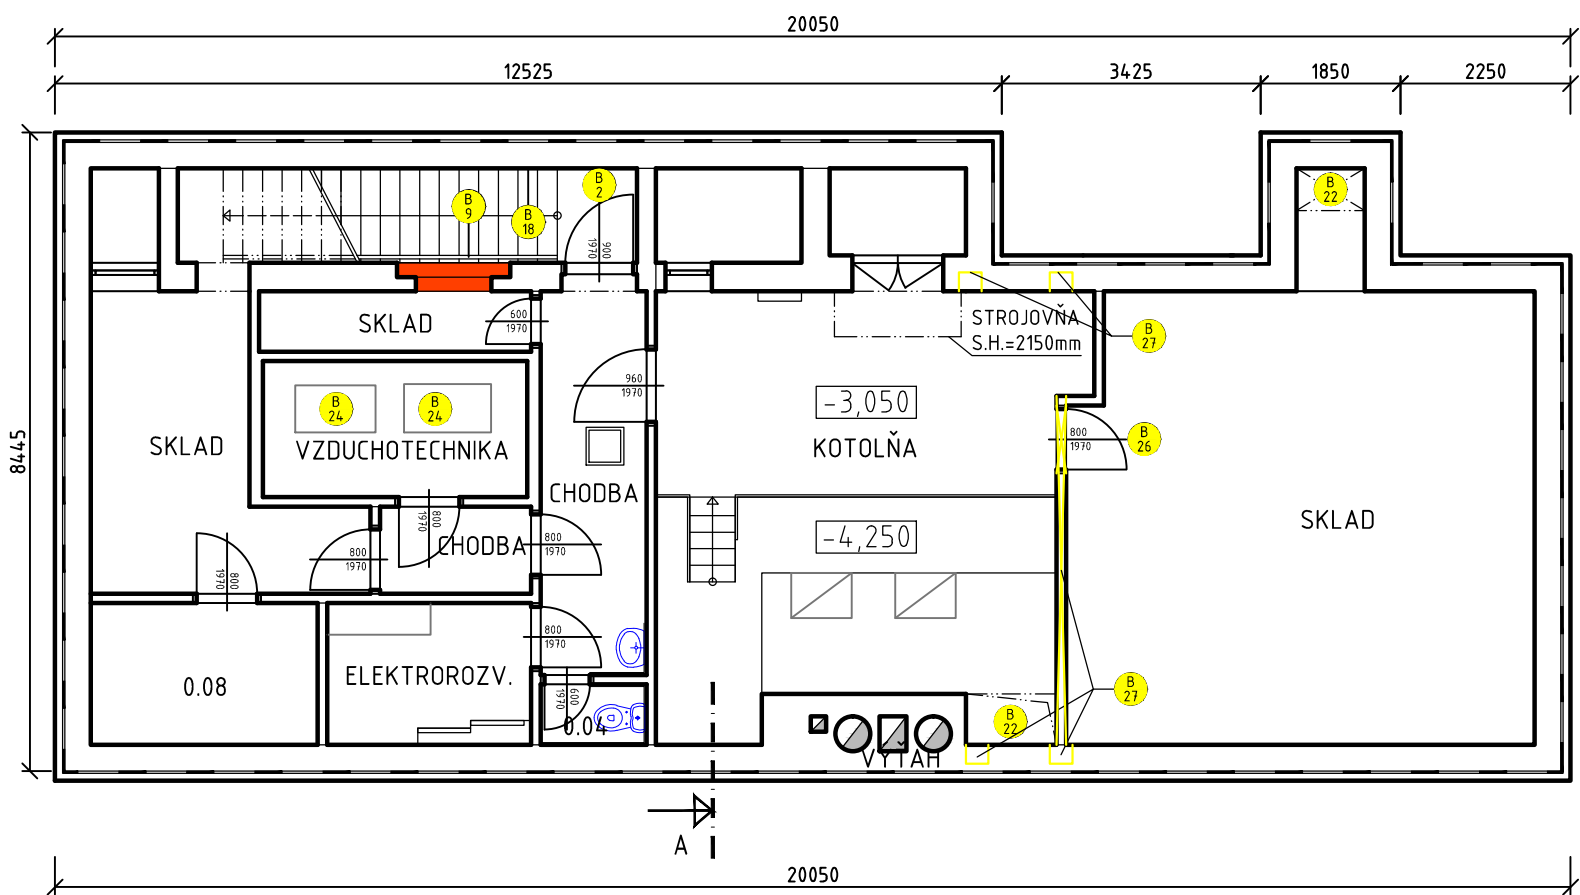 20050
12525
3425
1850
2250
8445
B
2
B
9
B
18
B
22
900
1970
SKLAD
600
1970
STROJOVŇA
S.H.=2150mm
B
27
960
1970
-3,050
B
24
B
24
SKLAD
VZDUCHOTECHNIKA
KOTOLŇA
800
1970
B
26
CHODBA
800
1970
CHODBA
-4,250
SKLAD
800
1970
800
1970
800
1970
800
1970
0.08
ELEKTROROZV.
600
1970
0.04
B
22
B
27
VÝŤAH
A
20050